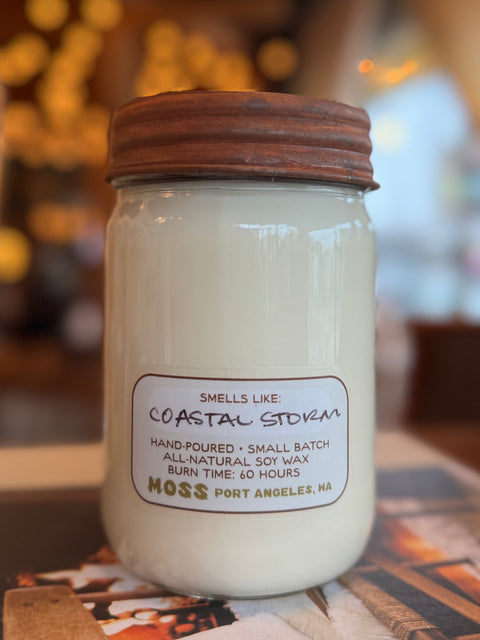 SMELLS LIKE:
COASTAL STORM
HAND-POURED • SMALL BATCH
ALL-NATURAL SOY WAX
BURN TIME: 60 HOURS
MOSS PORT ANGELES, WA